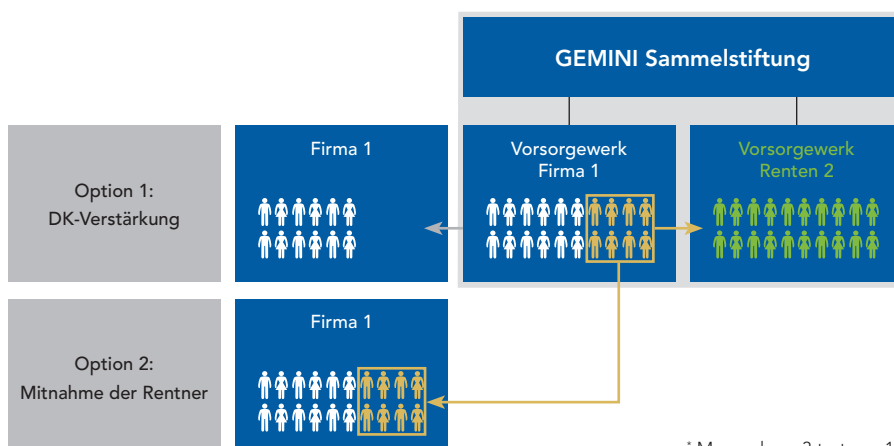 GEMINI Sammelstiftung
Option 1:
DK-Verstärkung
Firma 1
Vorsorgewerk
Firma 1
Vorsorgewerk
Renten 2
Option 2:
Mitnahme der Rentner
Firma 1